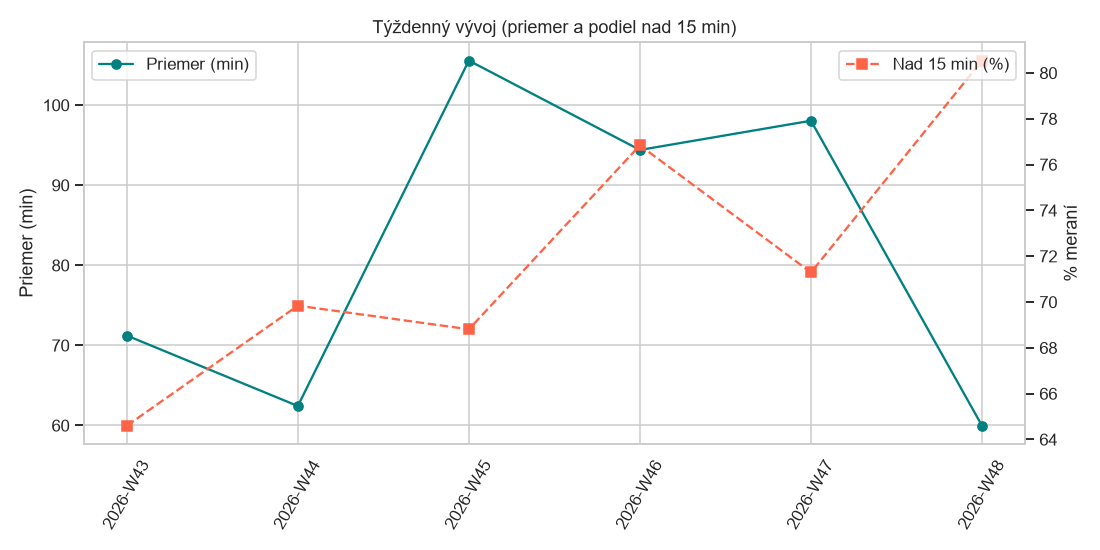 Týždenný vývoj (priemer a podiel nad 15 min)
Priemer (min)
Nad 15 min (%)
Priemer (min)
100
90
80
70
60
% meraní
80
78
76
74
72
70
68
66
64
2026-W43
2026-W44
2026-W45
2026-W46
2026-W47
2026-W48